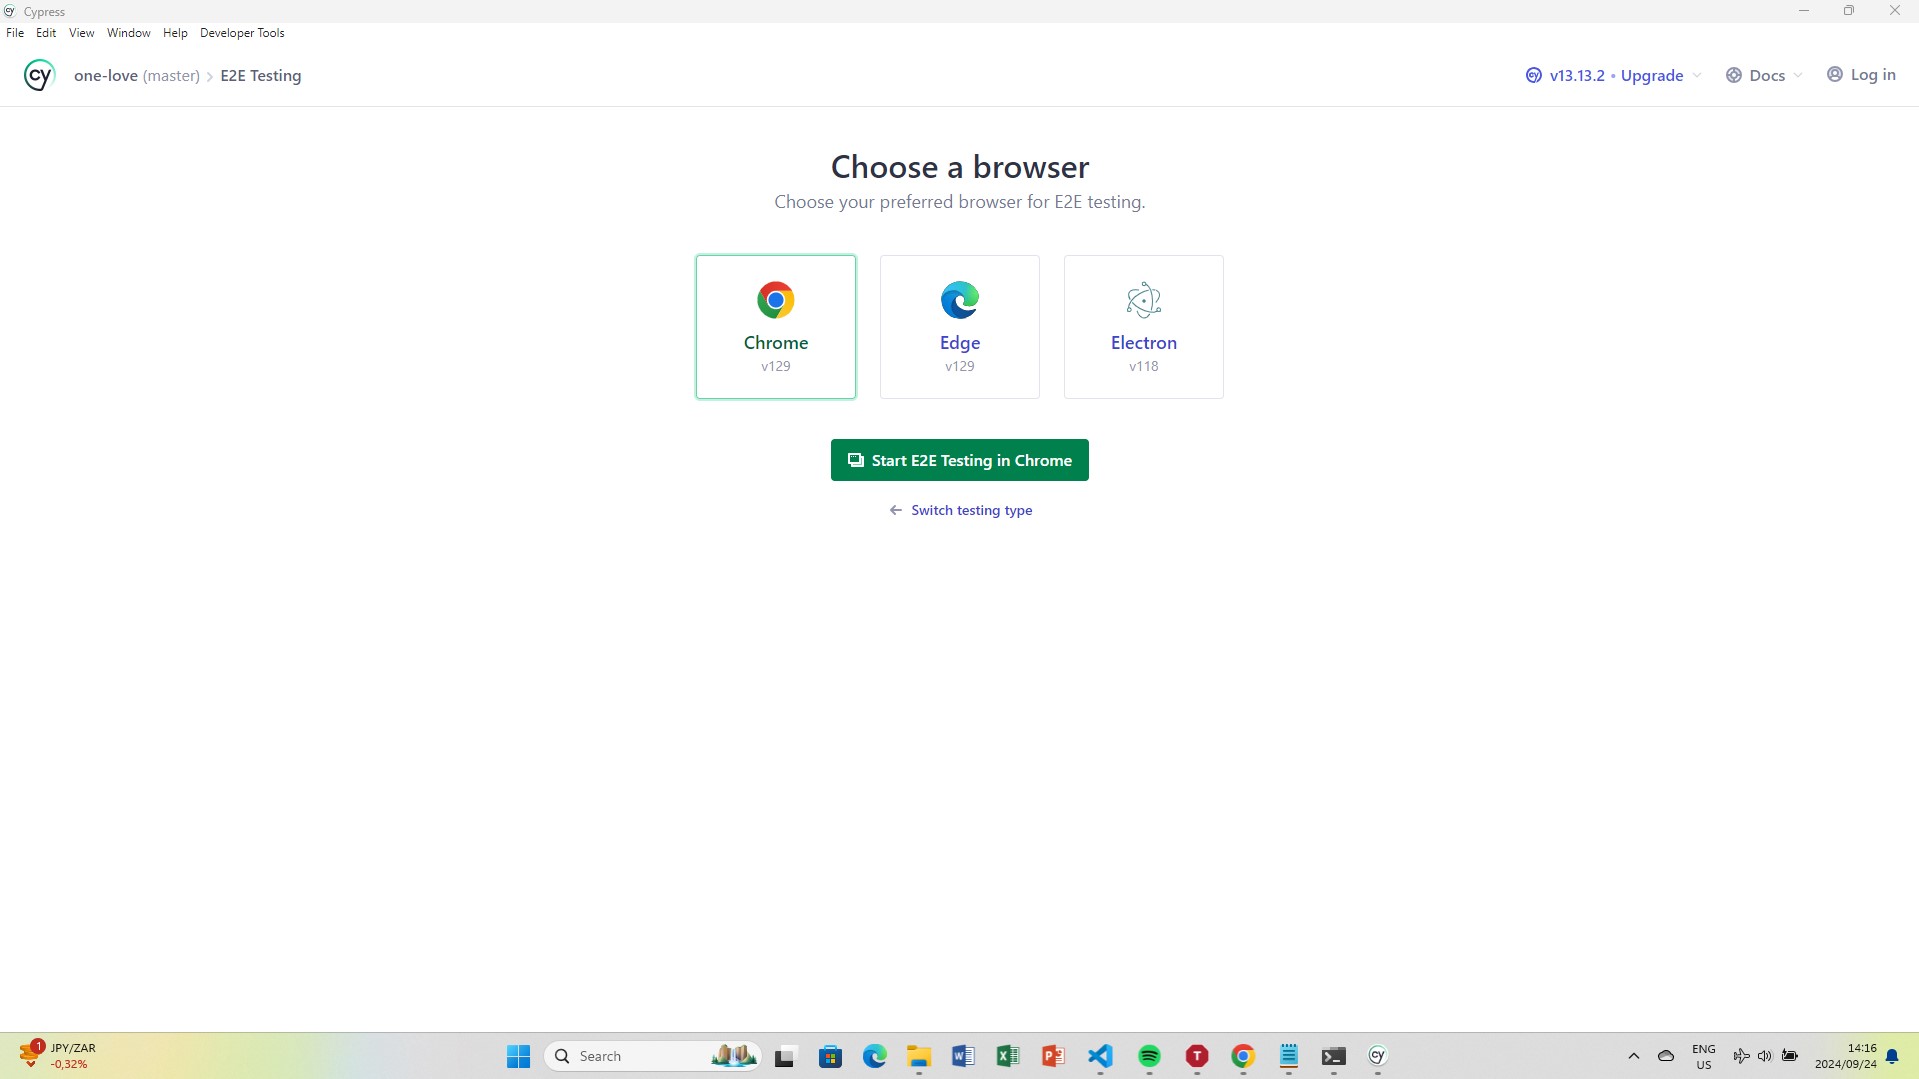 Cypress
File Edit View Window Help Developer Tools
cy one-love (master) > E2E Testing
v13.13.2 • Upgrade Docs Log in
Choose a browser
Choose your preferred browser for E2E testing.
Chrome
v129
Edge
v129
Electron
v118
Start E2E Testing in Chrome
← Switch testing type
1
JPY/ZAR
-0,32%
Search
ENG
US
14:16
2024/09/24